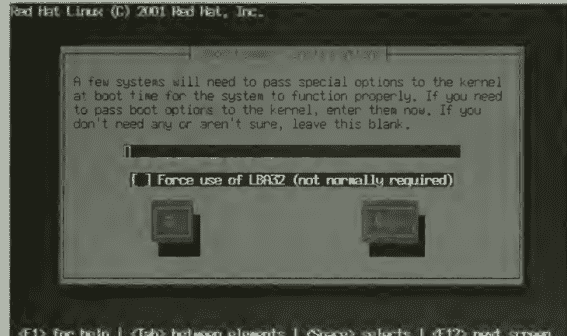 Red Hat Linux (C) 2001 Red Hat, Inc.
A few systems will need to pass special options to the kernel
at boot time for the system to function properly. If you need
to pass boot options to the kernel, enter them now. If you
don't need any or aren't sure, leave this blank.
[ ] Force use of LBA32 (not normally required)
<F1> for help | <Tab> between elements | <Space> selects | <F12> next screen